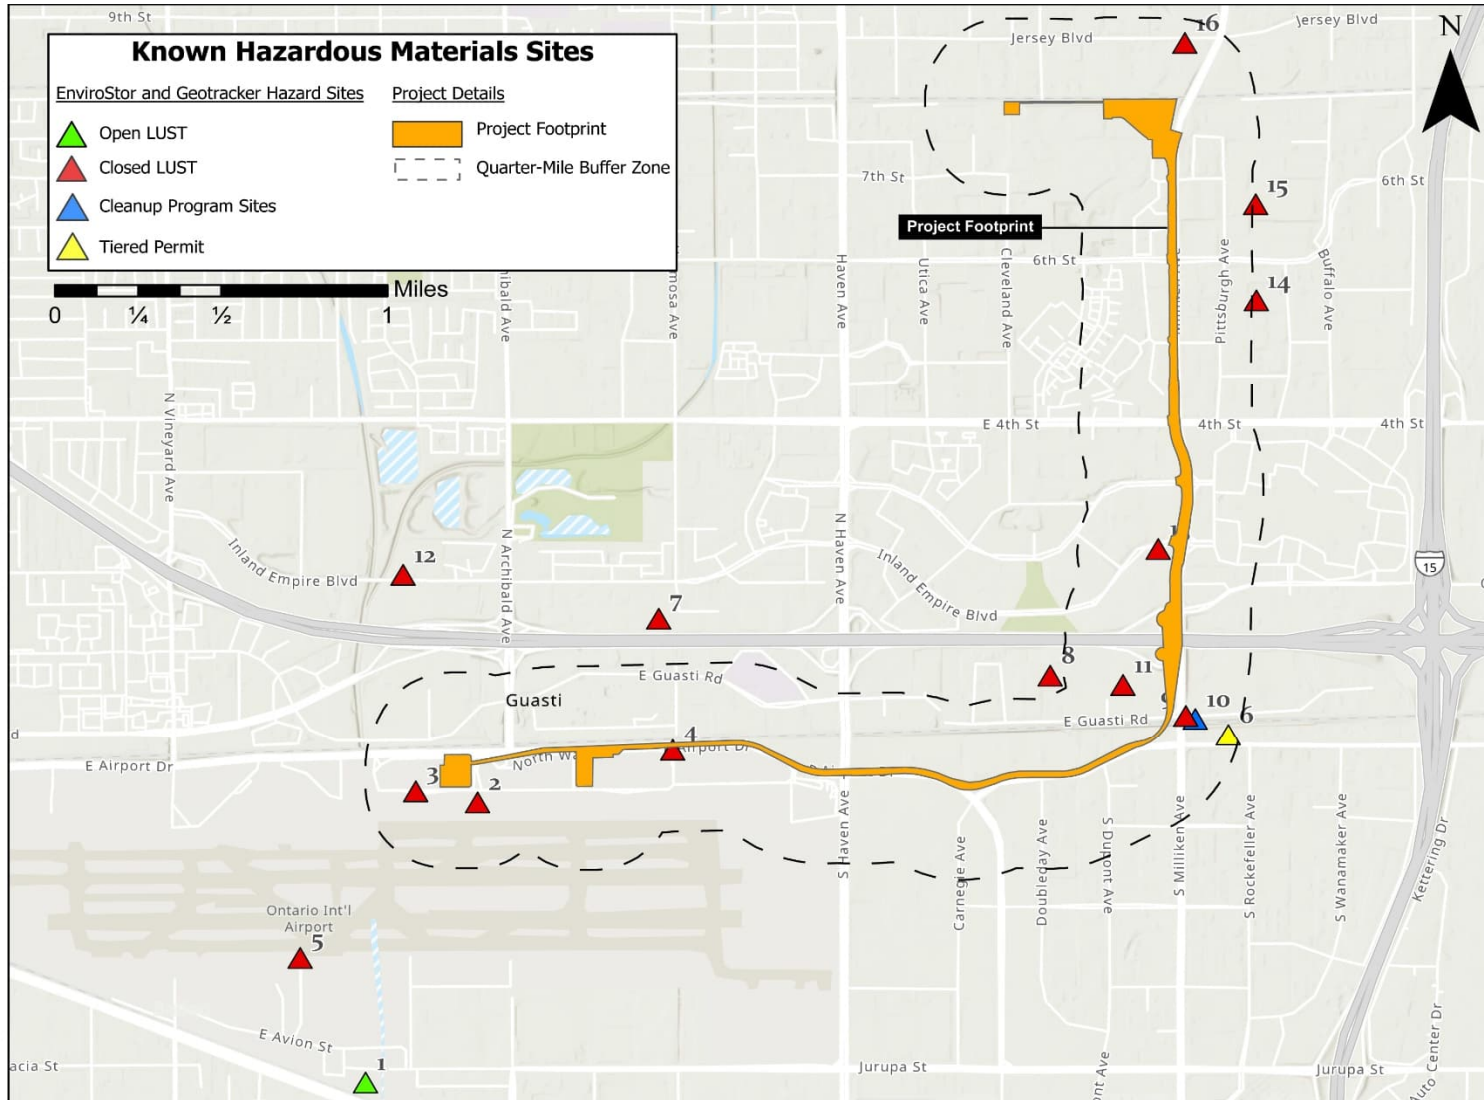 9th St
Jersey Blvd
Jersey Blvd
16
N
Known Hazardous Materials Sites
EnviroStor and Geotracker Hazard Sites
Project Details
Open LUST
Project Footprint
Closed LUST
Quarter-Mile Buffer Zone
Cleanup Program Sites
Tiered Permit
Miles
0
¼
½
1
7th St
6th St
15
Project Footprint
6th St
14
Haven Ave
Utica Ave
Cleveland Ave
Pittsburgh Ave
Buffalo Ave
N Vineyard Ave
E 4th St
4th St
4th St
N Archibald Ave
N Haven Ave
Inland Empire Blvd
12
Inland Empire Blvd
15
7
8
11
E Guasti Rd
Guasti
E Guasti Rd
10
6
4
E Airport Dr
3
2
S Haven Ave
Carnegie Ave
Doubleday Ave
S Dupont Ave
S Milliken Ave
S Rockefeller Ave
S Wanamaker Ave
Kettering Dr
Ontario Int'l
Airport
5
E Avion St
1
acia St
Jurupa St
Jurupa St
ont Ave
Auto Center Dr